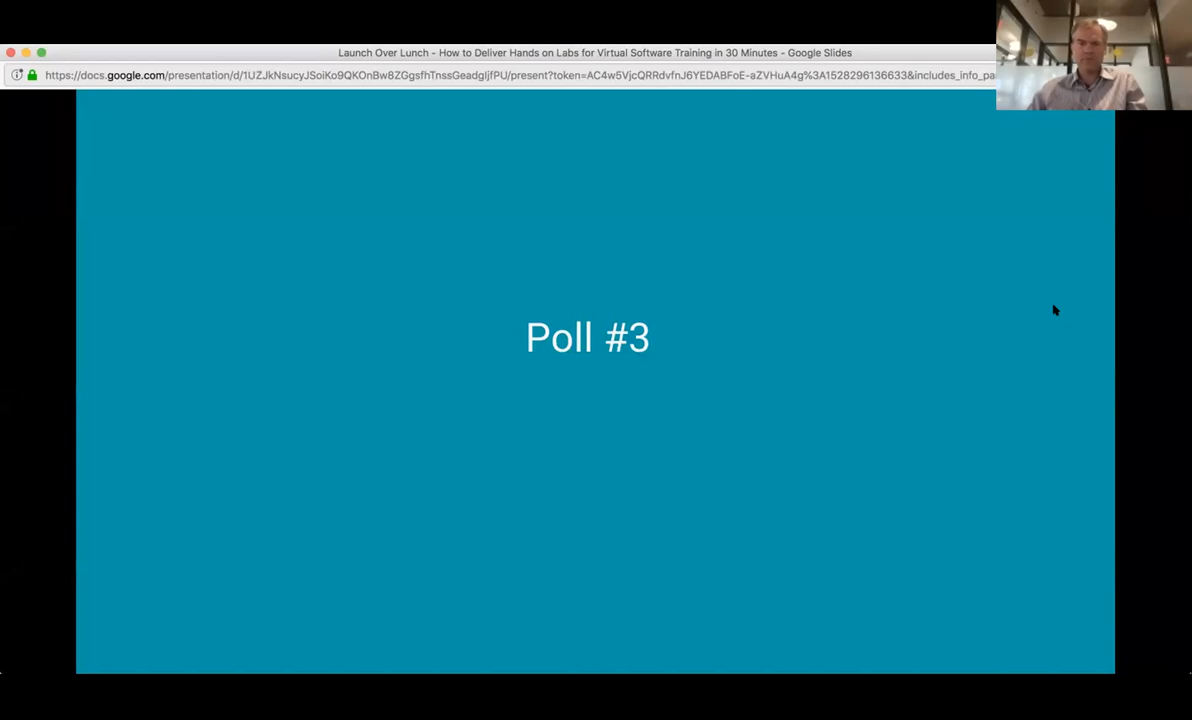 Launch Over Lunch - How to Deliver Hands on Labs for Virtual Software Training in 30 Minutes - Google Slides
https://docs.google.com/presentation/d/1UZJkNsucyJSoiKo9QKOnBw8ZGgsfhTnssGeadgIjfPU/present?token=AC4w5VjcQRRdvfnJ6YEDABFoE-aZVHuA4g%3A1528296136633&includes_info_pa
Poll #3